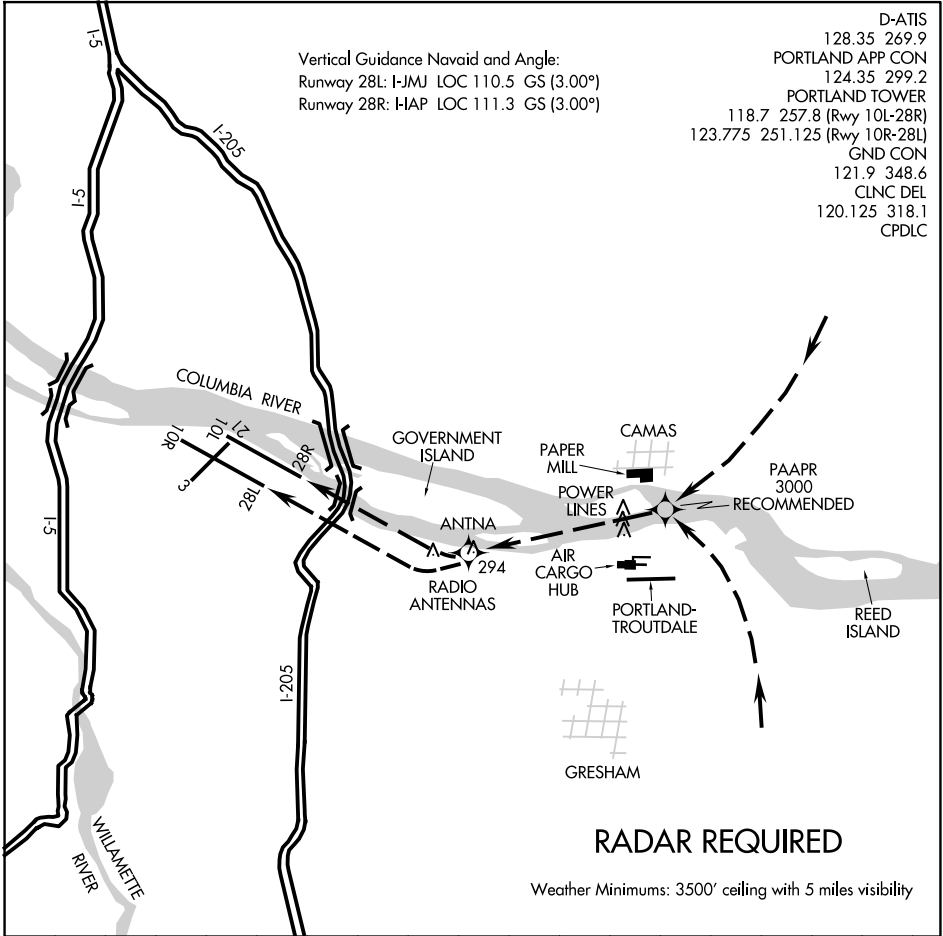 D-ATIS
128.35 269.9
PORTLAND APP CON
124.35 299.2
PORTLAND TOWER
118.7 257.8 (Rwy 10L-28R)
123.775 251.125 (Rwy 10R-28L)
GND CON
121.9 348.6
CLNC DEL
120.125 318.1
CPDLC
Vertical Guidance Navaid and Angle:
Runway 28L: I-JMJ LOC 110.5 GS (3.00°)
Runway 28R: I-IAP LOC 111.3 GS (3.00°)
I-5
I-205
I-5
COLUMBIA RIVER
10R
10L
21
28R
3
28L
GOVERNMENT
ISLAND
CAMAS
PAPER
MILL
POWER
LINES
PAAPR
3000
RECOMMENDED
ANTNA
294
RADIO
ANTENNAS
AIR
CARGO
HUB
PORTLAND-
TROUTDALE
REED
ISLAND
I-5
I-205
GRESHAM
WILLAMETTE
RIVER
RADAR REQUIRED
Weather Minimums: 3500' ceiling with 5 miles visibility